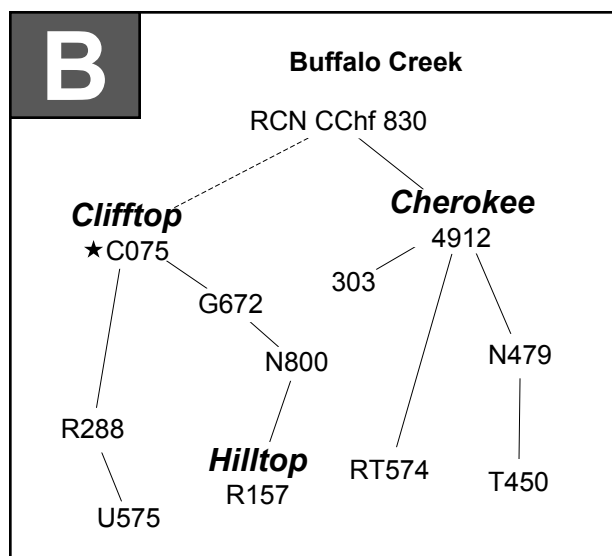 B
Buffalo Creek
RCN CChf 830
Clifftop
★C075
Cherokee
4912
303
G672
N800
N479
R288
Hilltop
R157
RT574
T450
U575